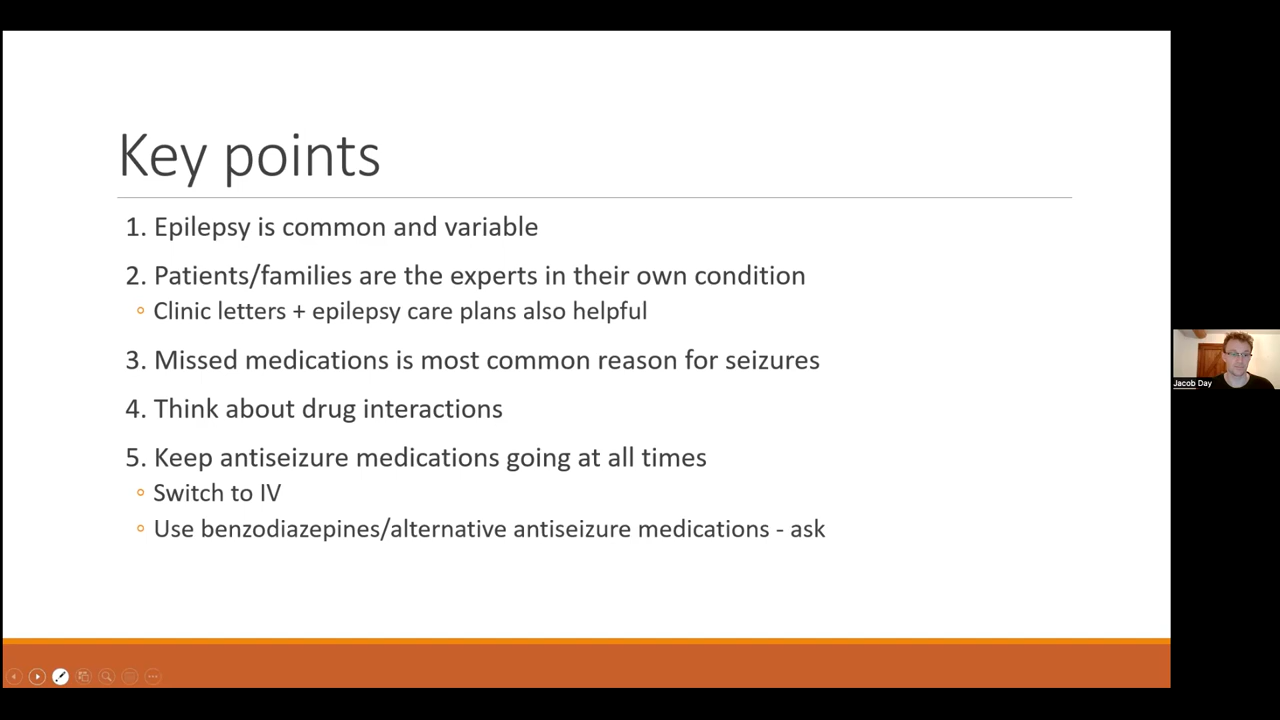 Key points
1. Epilepsy is common and variable
2. Patients/families are the experts in their own condition
◦ Clinic letters + epilepsy care plans also helpful
3. Missed medications is most common reason for seizures
4. Think about drug interactions
5. Keep antiseizure medications going at all times
◦ Switch to IV
◦ Use benzodiazepines/alternative antiseizure medications - ask
Jacob Day